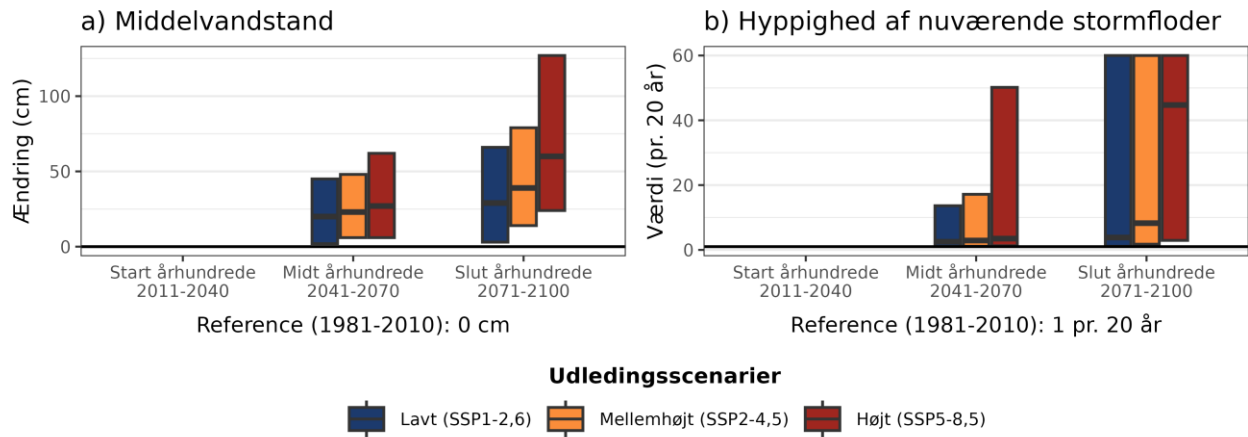 a) Middelvandstand
Ændring (cm)
100
50
0
Start århundrede
2011-2040
Midt århundrede
2041-2070
Slut århundrede
2071-2100
Reference (1981-2010): 0 cm
b) Hyppighed af nuværende stormfloder
Værdi (pr. 20 år)
60
40
20
0
Start århundrede
2011-2040
Midt århundrede
2041-2070
Slut århundrede
2071-2100
Reference (1981-2010): 1 pr. 20 år
Udledingsscenarier
Lavt (SSP1-2,6)
Mellemhøjt (SSP2-4,5)
Højt (SSP5-8,5)